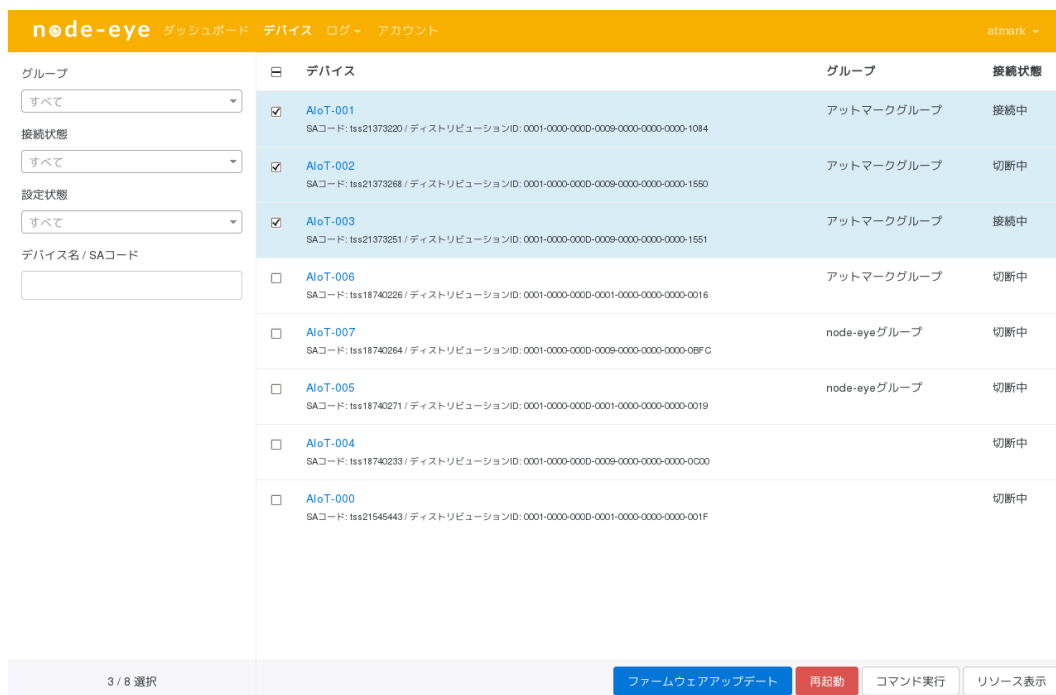 node-eye ダッシュボード デバイス ログ アカウント atmark
グループ
すべて
接続状態
すべて
設定状態
すべて
デバイス名 / SAコード
デバイス グループ 接続状態
AIoT-001 アットマークグループ 接続中
SAコード: tss21373220 / ディストリビューションID: 0001-0000-000D-0009-0000-0000-0000-1084
AIoT-002 アットマークグループ 切断中
SAコード: tss21373268 / ディストリビューションID: 0001-0000-000D-0009-0000-0000-0000-1550
AIoT-003 アットマークグループ 接続中
SAコード: tss21373251 / ディストリビューションID: 0001-0000-000D-0009-0000-0000-0000-1551
AIoT-006 アットマークグループ 切断中
SAコード: tss18740226 / ディストリビューションID: 0001-0000-000D-0001-0000-0000-0000-0016
AIoT-007 node-eyeグループ 切断中
SAコード: tss18740264 / ディストリビューションID: 0001-0000-000D-0009-0000-0000-0000-0BFC
AIoT-005 node-eyeグループ 切断中
SAコード: tss18740271 / ディストリビューションID: 0001-0000-000D-0001-0000-0000-0000-0019
AIoT-004 切断中
SAコード: tss18740233 / ディストリビューションID: 0001-0000-000D-0009-0000-0000-0000-0C00
AIoT-000 切断中
SAコード: tss21545443 / ディストリビューションID: 0001-0000-000D-0001-0000-0000-0000-001F
3 / 8 選択 ファームウェアアップデート 再起動 コマンド実行 リソース表示